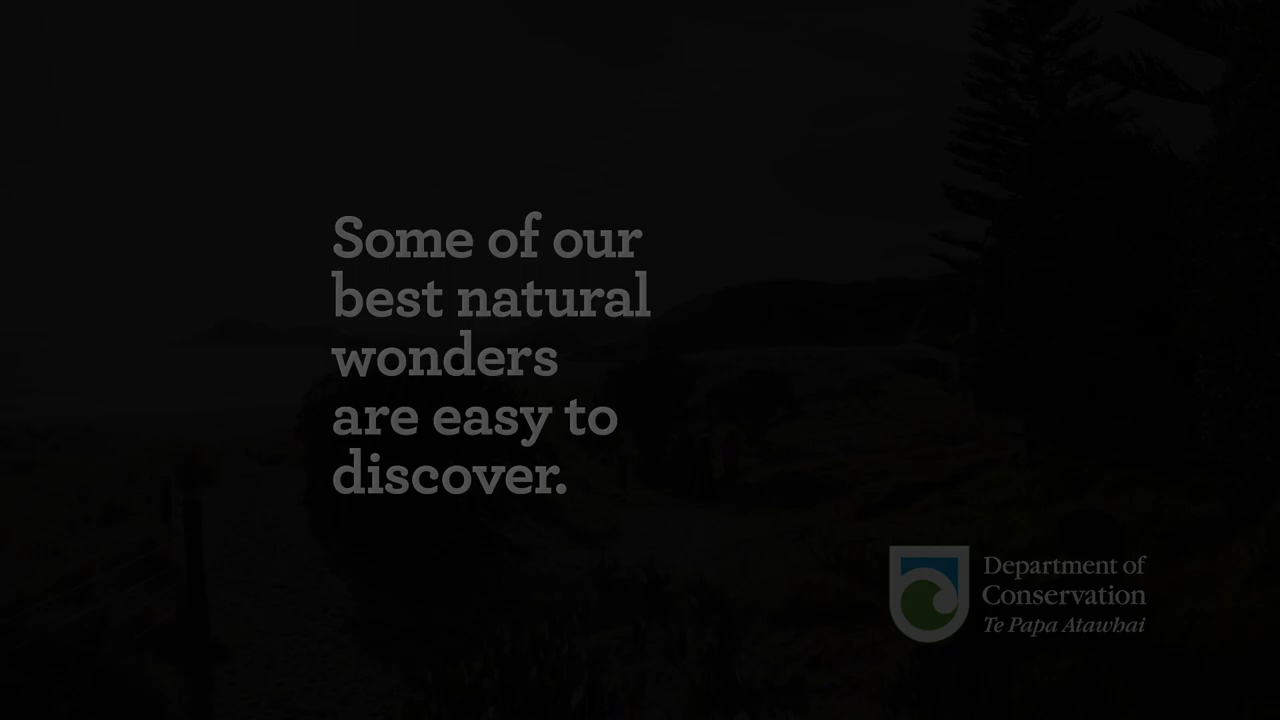 Some of our
best natural
wonders
are easy to
discover.
Department of
Conservation
Te Papa Atawhai